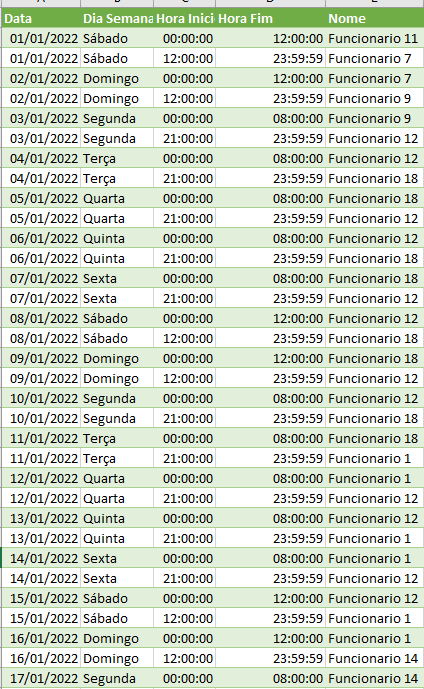 Data Dia Semana Hora Inici Hora Fim Nome
01/01/2022 Sábado 00:00:00 12:00:00 Funcionario 11
01/01/2022 Sábado 12:00:00 23:59:59 Funcionario 7
02/01/2022 Domingo 00:00:00 12:00:00 Funcionario 7
02/01/2022 Domingo 12:00:00 23:59:59 Funcionario 9
03/01/2022 Segunda 00:00:00 08:00:00 Funcionario 9
03/01/2022 Segunda 21:00:00 23:59:59 Funcionario 12
04/01/2022 Terça 00:00:00 08:00:00 Funcionario 12
04/01/2022 Terça 21:00:00 23:59:59 Funcionario 18
05/01/2022 Quarta 00:00:00 08:00:00 Funcionario 18
05/01/2022 Quarta 21:00:00 23:59:59 Funcionario 12
06/01/2022 Quinta 00:00:00 08:00:00 Funcionario 12
06/01/2022 Quinta 21:00:00 23:59:59 Funcionario 18
07/01/2022 Sexta 00:00:00 08:00:00 Funcionario 18
07/01/2022 Sexta 21:00:00 23:59:59 Funcionario 12
08/01/2022 Sábado 00:00:00 12:00:00 Funcionario 12
08/01/2022 Sábado 12:00:00 23:59:59 Funcionario 18
09/01/2022 Domingo 00:00:00 12:00:00 Funcionario 18
09/01/2022 Domingo 12:00:00 23:59:59 Funcionario 12
10/01/2022 Segunda 00:00:00 08:00:00 Funcionario 12
10/01/2022 Segunda 21:00:00 23:59:59 Funcionario 18
11/01/2022 Terça 00:00:00 08:00:00 Funcionario 18
11/01/2022 Terça 21:00:00 23:59:59 Funcionario 1
12/01/2022 Quarta 00:00:00 08:00:00 Funcionario 1
12/01/2022 Quarta 21:00:00 23:59:59 Funcionario 12
13/01/2022 Quinta 00:00:00 08:00:00 Funcionario 12
13/01/2022 Quinta 21:00:00 23:59:59 Funcionario 1
14/01/2022 Sexta 00:00:00 08:00:00 Funcionario 1
14/01/2022 Sexta 21:00:00 23:59:59 Funcionario 12
15/01/2022 Sábado 00:00:00 12:00:00 Funcionario 12
15/01/2022 Sábado 12:00:00 23:59:59 Funcionario 1
16/01/2022 Domingo 00:00:00 12:00:00 Funcionario 1
16/01/2022 Domingo 12:00:00 23:59:59 Funcionario 14
17/01/2022 Segunda 00:00:00 08:00:00 Funcionario 14